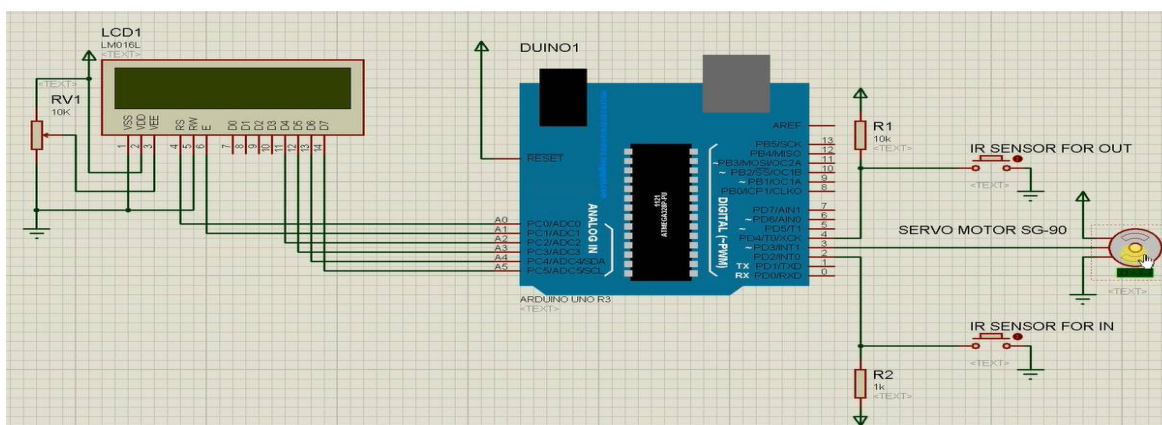 LCD1
LM016L
<TEXT>
<TEXT>
RV1
10K
VSS VDD VEE RS RW E D0 D1 D2 D3 D4 D5 D6 D7
1 2 3 4 5 6 7 8 9 10 11 12 13 14
DUINO1
RESET
A0 PC0/ADC0
A1 PC1/ADC1
A2 PC2/ADC2
A3 PC3/ADC3
A4 PC4/ADC4/SDA
A5 PC5/ADC5/SCL
ANALOG IN
1121
ATMEGA328P-PU
DIGITAL (~PWM)
AREF
PB5/SCK 13
PB4/MISO 12
~PB3/MOSI/OC2A 11
~ PB2/SS/OC1B 10
~ PB1/OC1A 9
PB0/ICP1/CLKO 8
PD7/AIN1 7
~ PD6/AIN0 6
~ PD5/T1 5
PD4/T0/XCK 4
~ PD3/INT1 3
PD2/INT0 2
TX PD1/TXD 1
RX PD0/RXD 0
ARDUINO UNO R3
<TEXT>
R1
10k
<TEXT>
IR SENSOR FOR OUT
<TEXT>
SERVO MOTOR SG-90
<TEXT>
IR SENSOR FOR IN
<TEXT>
R2
1k
<TEXT>